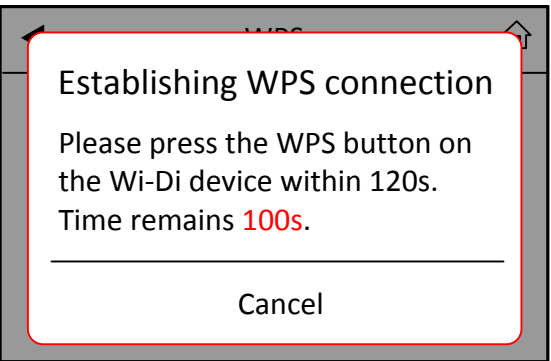 Establishing WPS connection
Please press the WPS button on
the Wi-Di device within 120s.
Time remains 100s.
Cancel